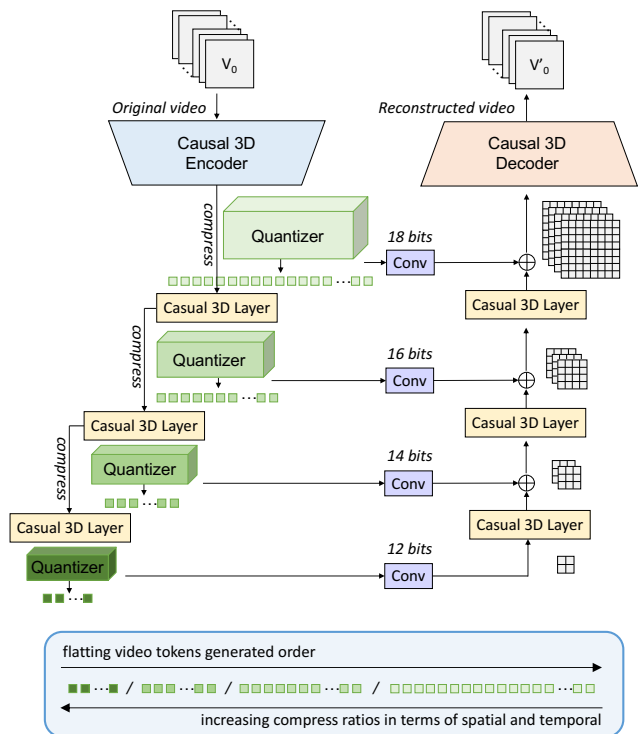 V₀
V'₀
Original video
Reconstructed video
Causal 3D
Encoder
Causal 3D
Decoder
compress
Quantizer
18 bits
Conv
Casual 3D Layer
Casual 3D Layer
compress
Quantizer
16 bits
Conv
Casual 3D Layer
Casual 3D Layer
compress
Quantizer
14 bits
Conv
Casual 3D Layer
Casual 3D Layer
Quantizer
12 bits
Conv
flatting video tokens generated order
/ / /
increasing compress ratios in terms of spatial and temporal